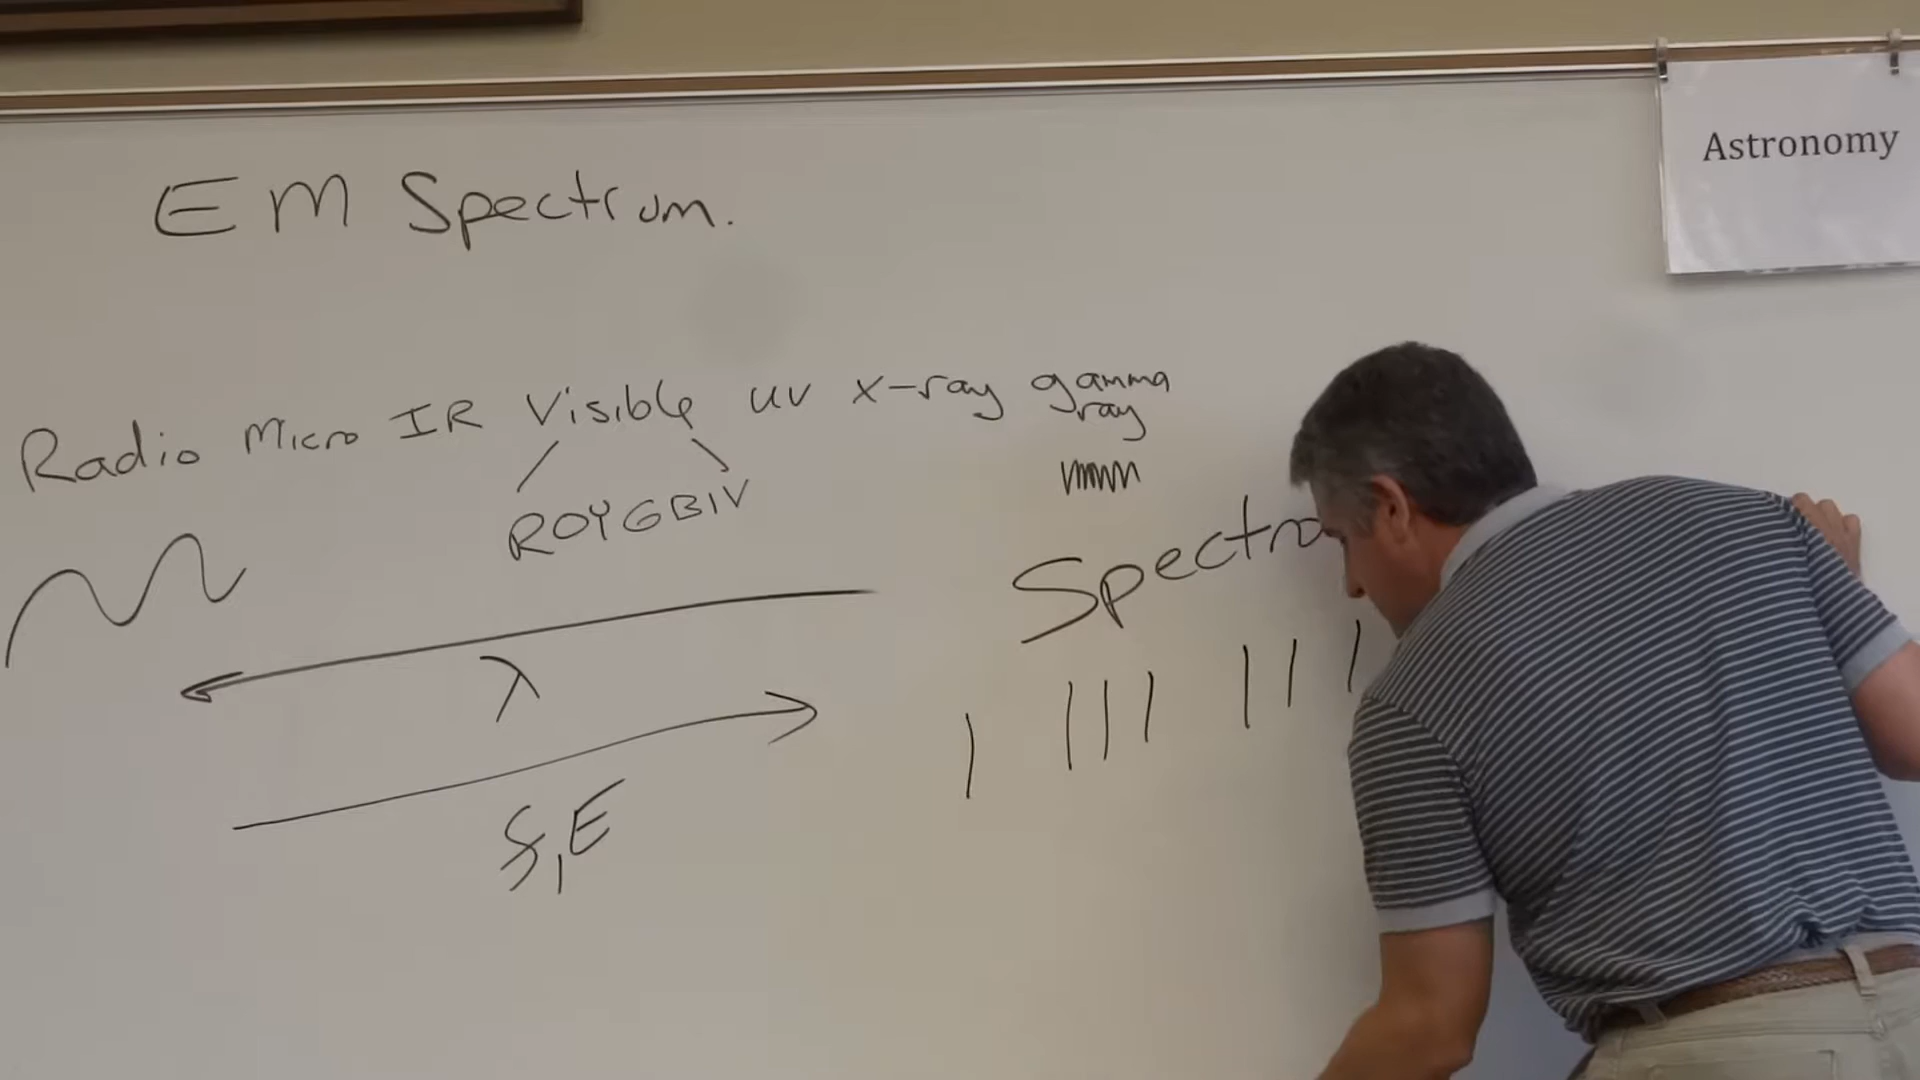 Astronomy
EM Spectrum.
Radio Micro IR Visible UV X-ray gamma
ray
ROYGBIV
λ
f, E